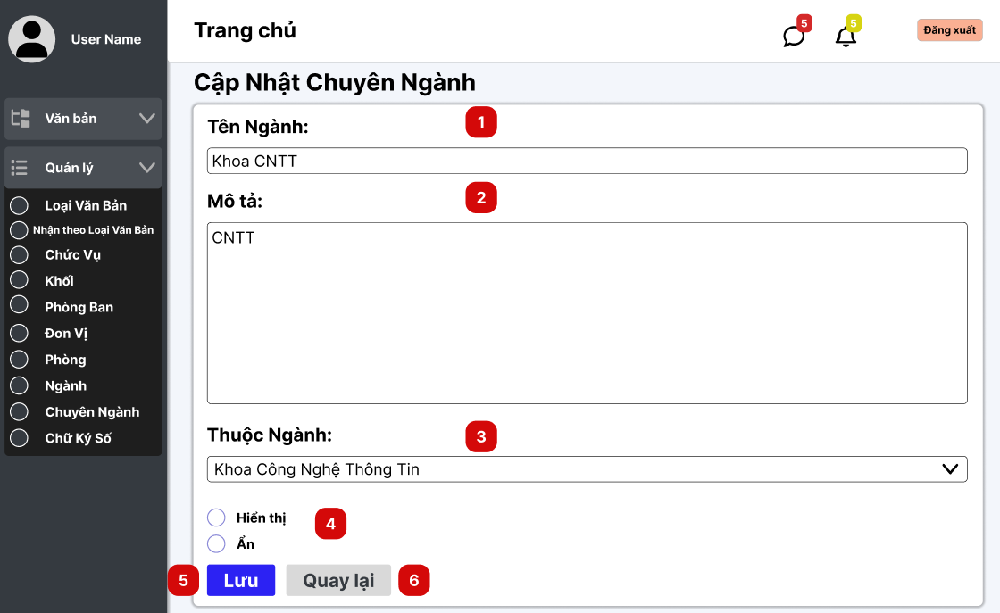 User Name
Trang chủ
5
5
Đăng xuất
Văn bản
Quản lý
Loại Văn Bản
Nhận theo Loại Văn Bản
Chức Vụ
Khối
Phòng Ban
Đơn Vị
Phòng
Ngành
Chuyên Ngành
Chữ Ký Số
Cập Nhật Chuyên Ngành
Tên Ngành:
1
Khoa CNTT
Mô tả:
2
CNTT
Thuộc Ngành:
3
Khoa Công Nghệ Thông Tin
Hiển thị
4
Ẩn
5
Lưu
Quay lại
6